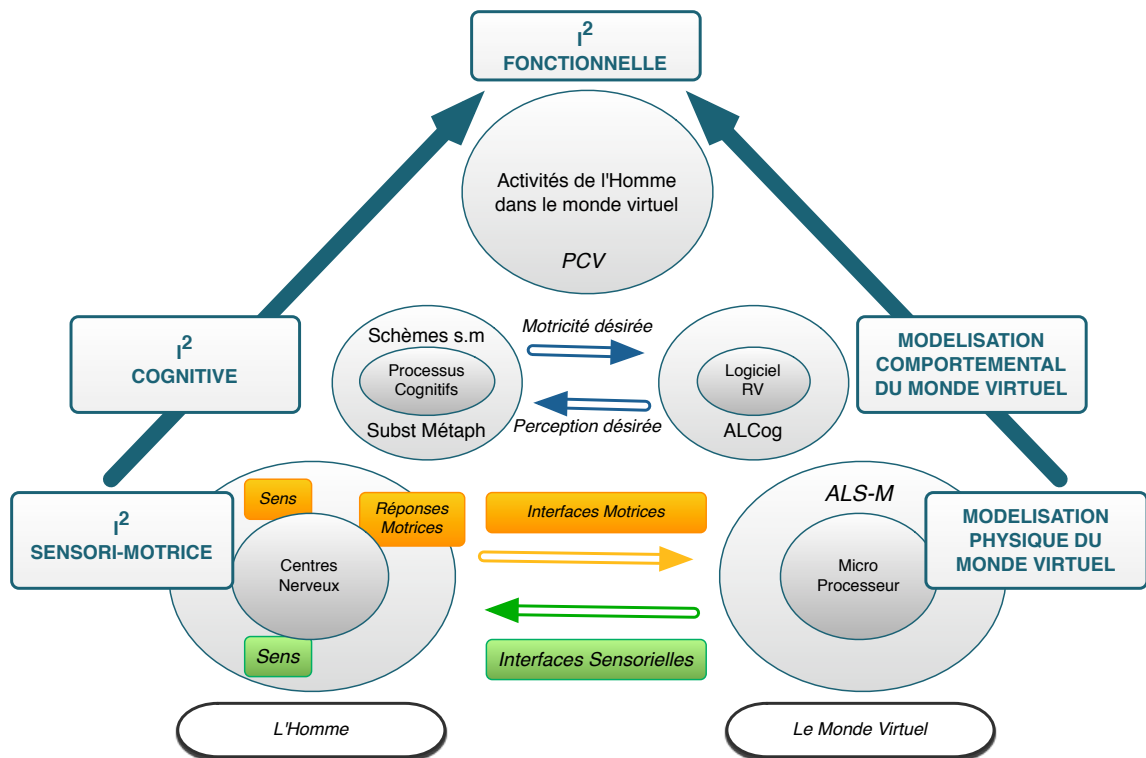 I²
FONCTIONNELLE
Activités de l'Homme
dans le monde virtuel
PCV
I²
COGNITIVE
Schèmes s.m
Processus
Cognitifs
Subst Métaph
Motricité désirée
Perception désirée
Logiciel
RV
ALCog
MODELISATION
COMPORTEMENTAL
DU MONDE VIRTUEL
I²
SENSORI-MOTRICE
Sens
Réponses
Motrices
Centres
Nerveux
Sens
Interfaces Motrices
Interfaces Sensorielles
ALS-M
Micro
Processeur
MODELISATION
PHYSIQUE DU
MONDE VIRTUEL
L'Homme
Le Monde Virtuel